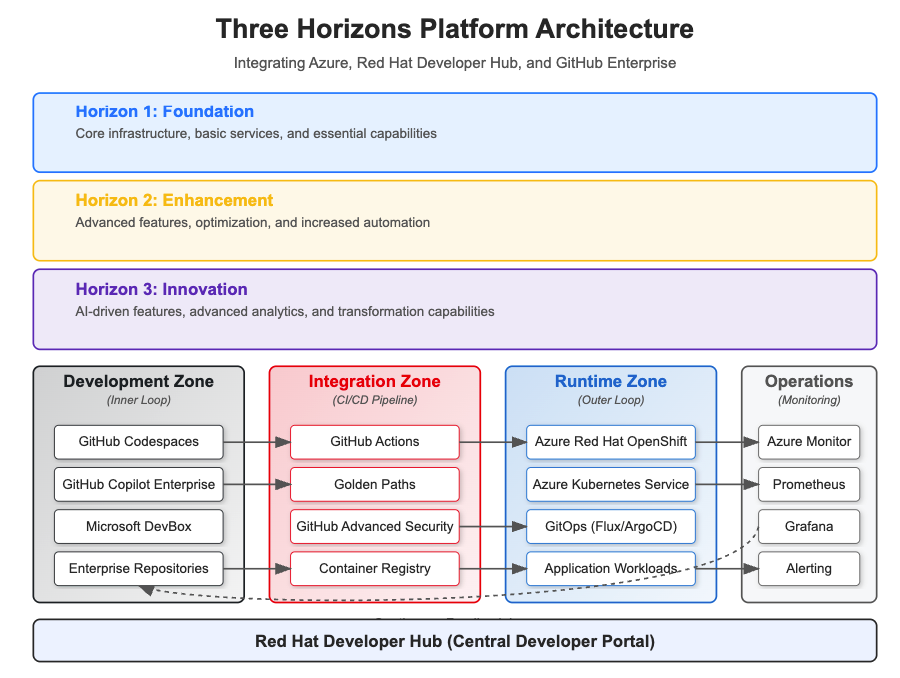 Three Horizons Platform Architecture
Integrating Azure, Red Hat Developer Hub, and GitHub Enterprise
Horizon 1: Foundation
Core infrastructure, basic services, and essential capabilities
Horizon 2: Enhancement
Advanced features, optimization, and increased automation
Horizon 3: Innovation
AI-driven features, advanced analytics, and transformation capabilities
Development Zone
(Inner Loop)
GitHub Codespaces
GitHub Copilot Enterprise
Microsoft DevBox
Enterprise Repositories
Integration Zone
(CI/CD Pipeline)
GitHub Actions
Golden Paths
GitHub Advanced Security
Container Registry
Runtime Zone
(Outer Loop)
Azure Red Hat OpenShift
Azure Kubernetes Service
GitOps (Flux/ArgoCD)
Application Workloads
Operations
(Monitoring)
Azure Monitor
Prometheus
Grafana
Alerting
Red Hat Developer Hub (Central Developer Portal)